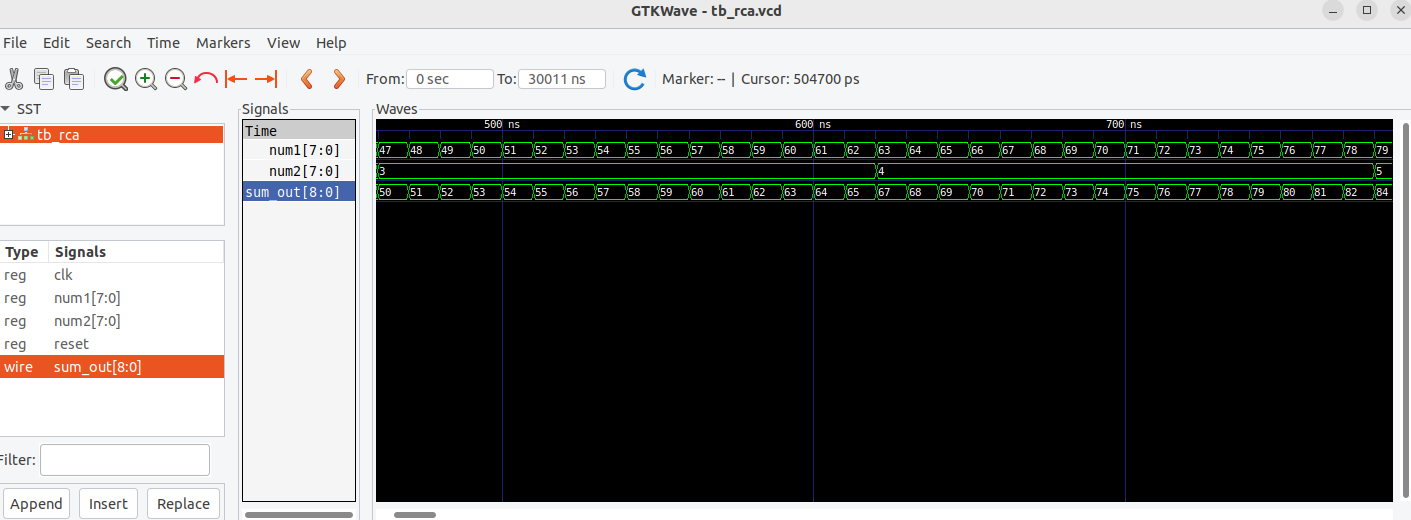 GTKWave - tb_rca.vcd
File Edit Search Time Markers View Help
From: 0 sec To: 30011 ns Marker: -- | Cursor: 504700 ps
SST
tb_rca
Type Signals
reg clk
reg num1[7:0]
reg num2[7:0]
reg reset
wire sum_out[8:0]
Filter:
Append Insert Replace
Signals
Time
num1[7:0]
num2[7:0]
sum_out[8:0]
Waves
500 ns 600 ns 700 ns
47 48 49 50 51 52 53 54 55 56 57 58 59 60 61 62 63 64 65 66 67 68 69 70 71 72 73 74 75 76 77 78 79
3 4 5
50 51 52 53 54 55 56 57 58 59 60 61 62 63 64 65 67 68 69 70 71 72 73 74 75 76 77 78 79 80 81 82 84